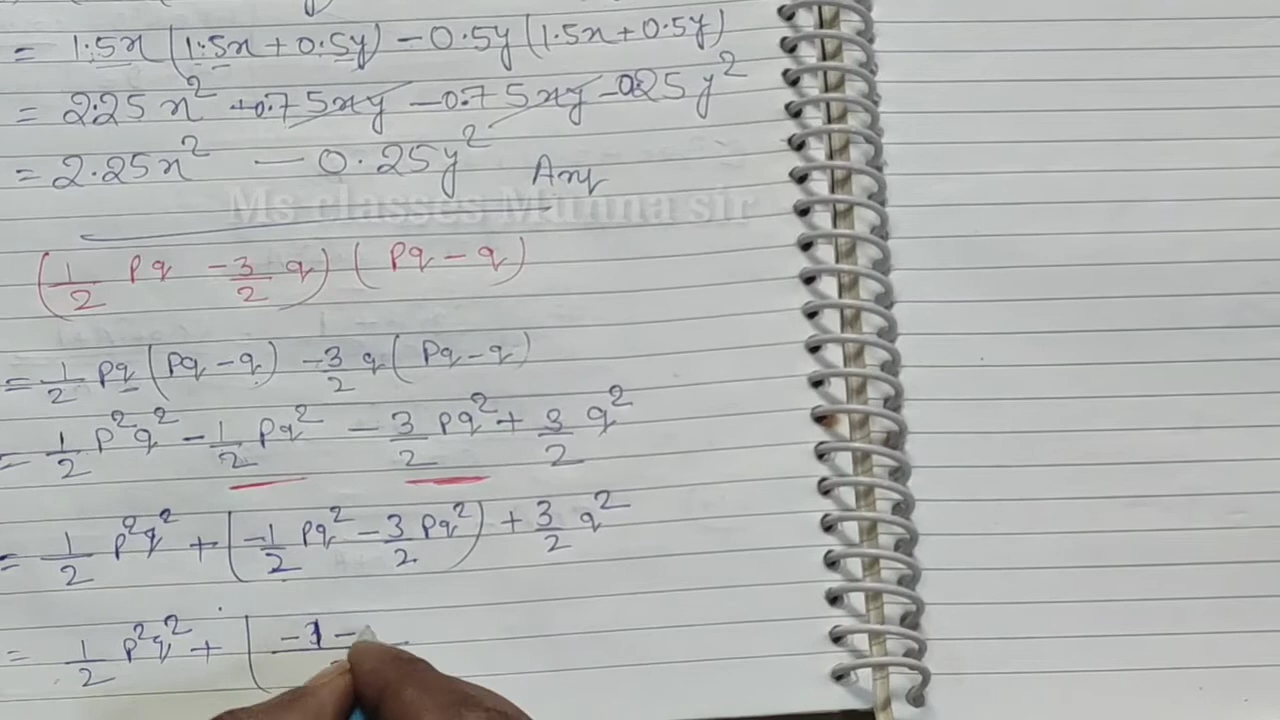 = 1.5x (1.5x + 0.5y) - 0.5y (1.5x + 0.5y)
= 2.25x² + 0.75xy - 0.75xy - 0.25y²
= 2.25x² - 0.25y² Ans
Ms classes Munna sir
(1/2 pq - 3/2 q) (pq - q)
= 1/2 pq (pq - q) - 3/2 q (pq - q)
= 1/2 p²q² - 1/2 pq² - 3/2 pq² + 3/2 q²
= 1/2 p²q² + (-1/2 pq² - 3/2 pq²) + 3/2 q²
= 1/2 p²q² + ( -1 -